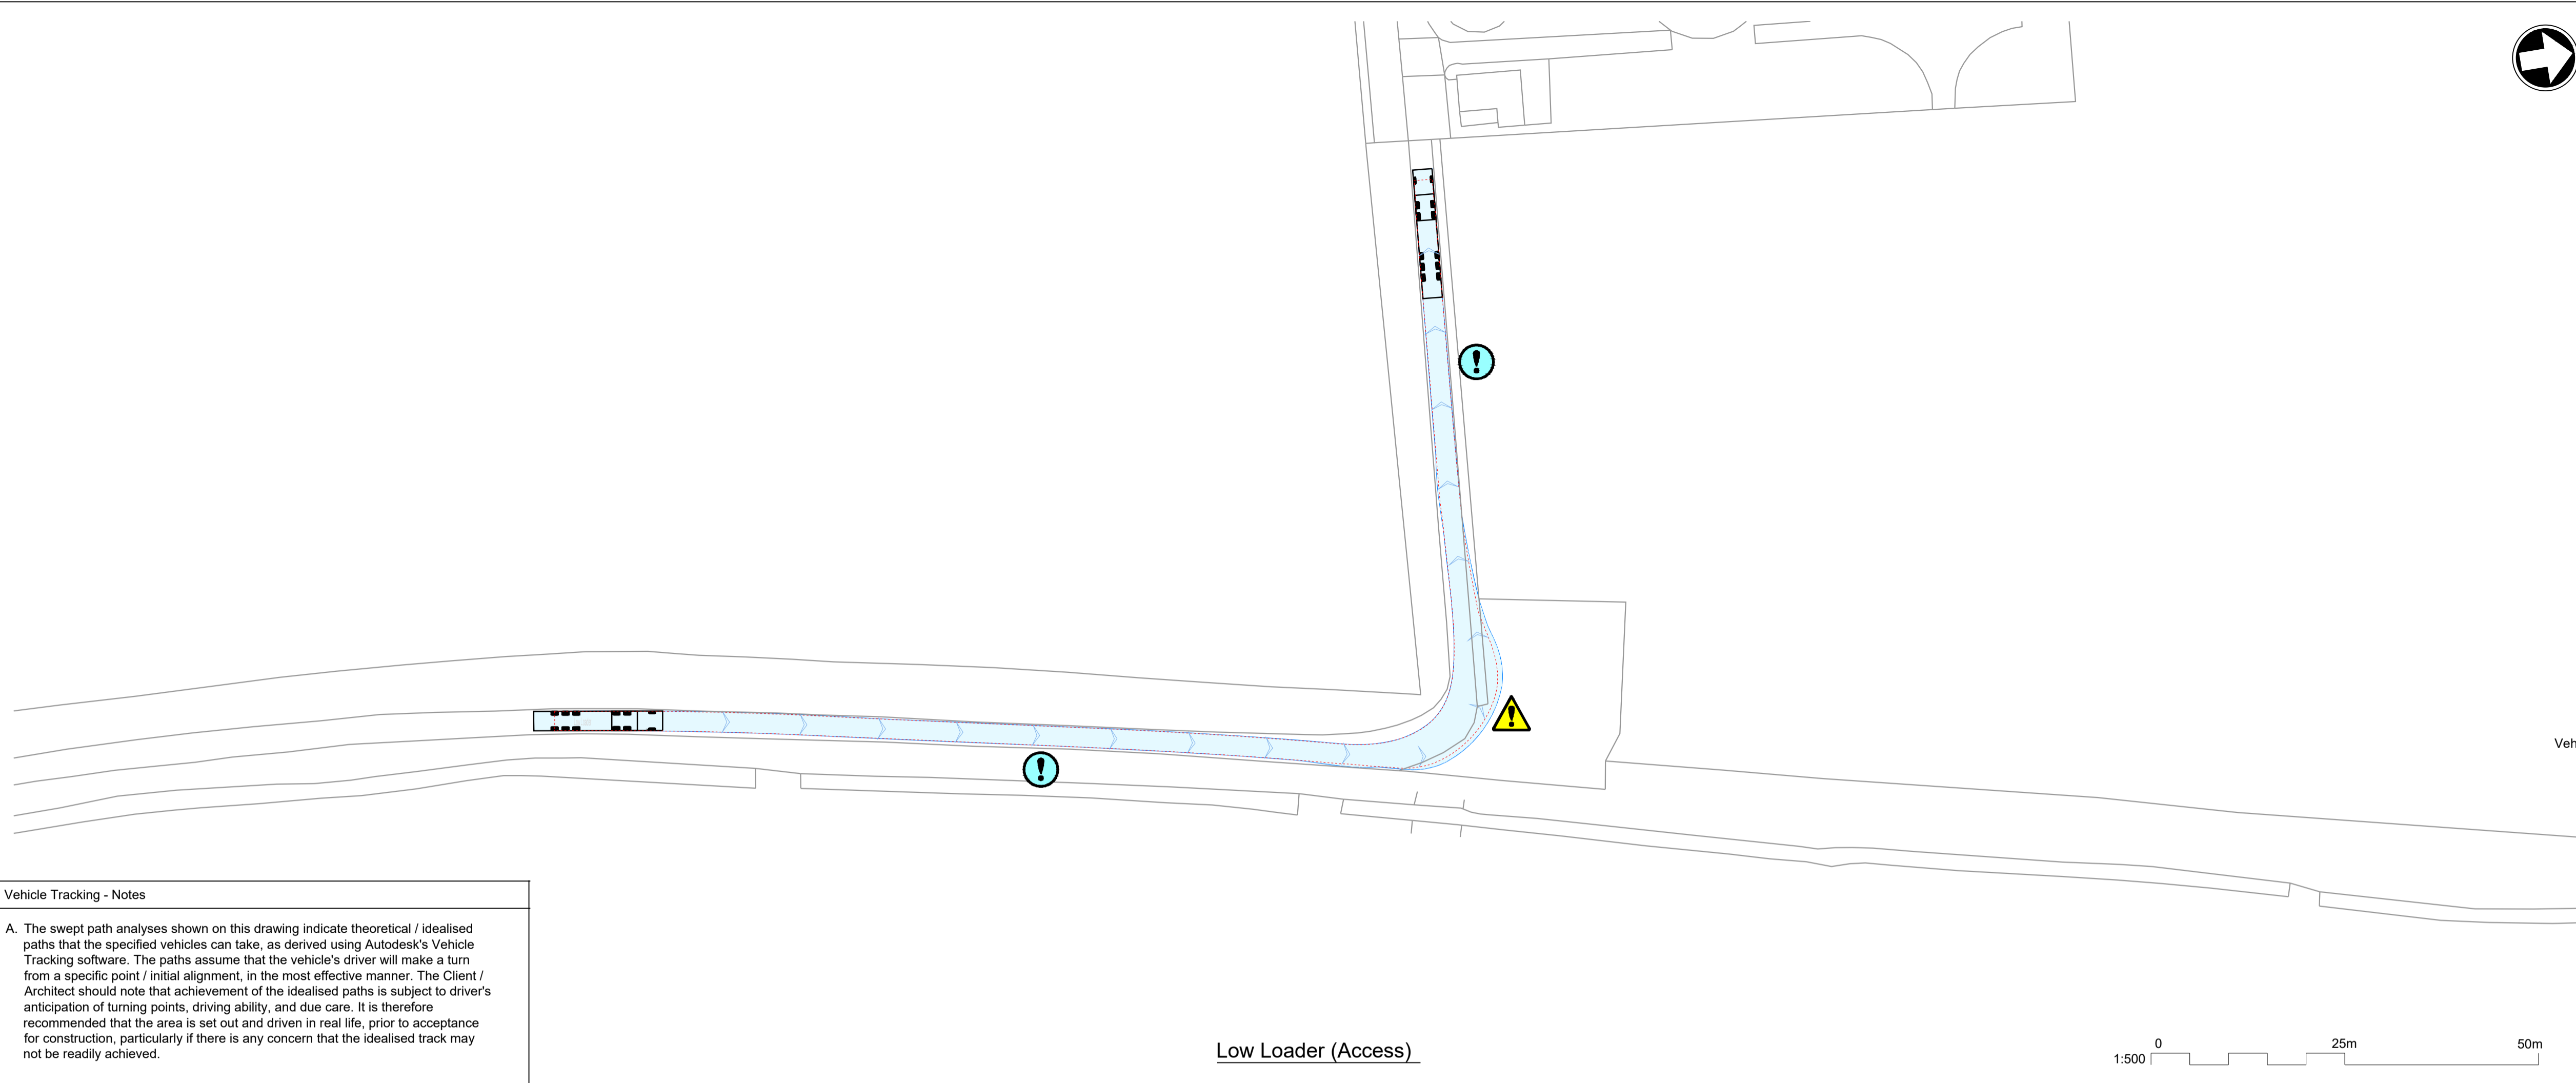 Veh
Vehicle Tracking - Notes
A. The swept path analyses shown on this drawing indicate theoretical / idealised
paths that the specified vehicles can take, as derived using Autodesk's Vehicle
Tracking software. The paths assume that the vehicle's driver will make a turn
from a specific point / initial alignment, in the most effective manner. The Client /
Architect should note that achievement of the idealised paths is subject to driver's
anticipation of turning points, driving ability, and due care. It is therefore
recommended that the area is set out and driven in real life, prior to acceptance
for construction, particularly if there is any concern that the idealised track may
not be readily achieved.
Low Loader (Access)
0 25m 50m
1:500